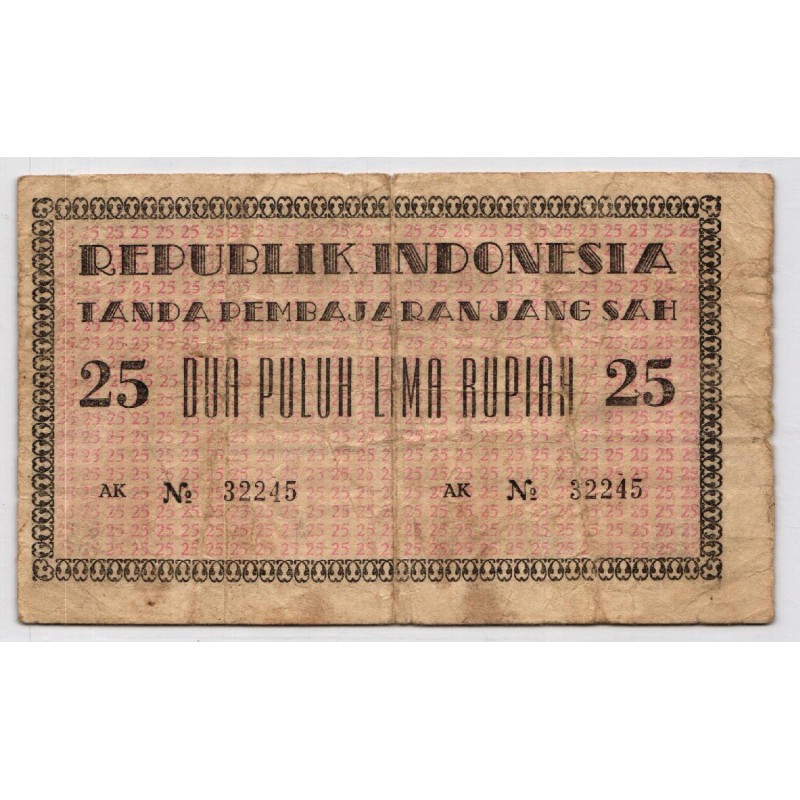 REPUBLIK INDONESIA
TANDA PEMBAJARAN JANG SAH
25 DUA PULUH LIMA RUPIAH 25
AK № 32245 AK № 32245